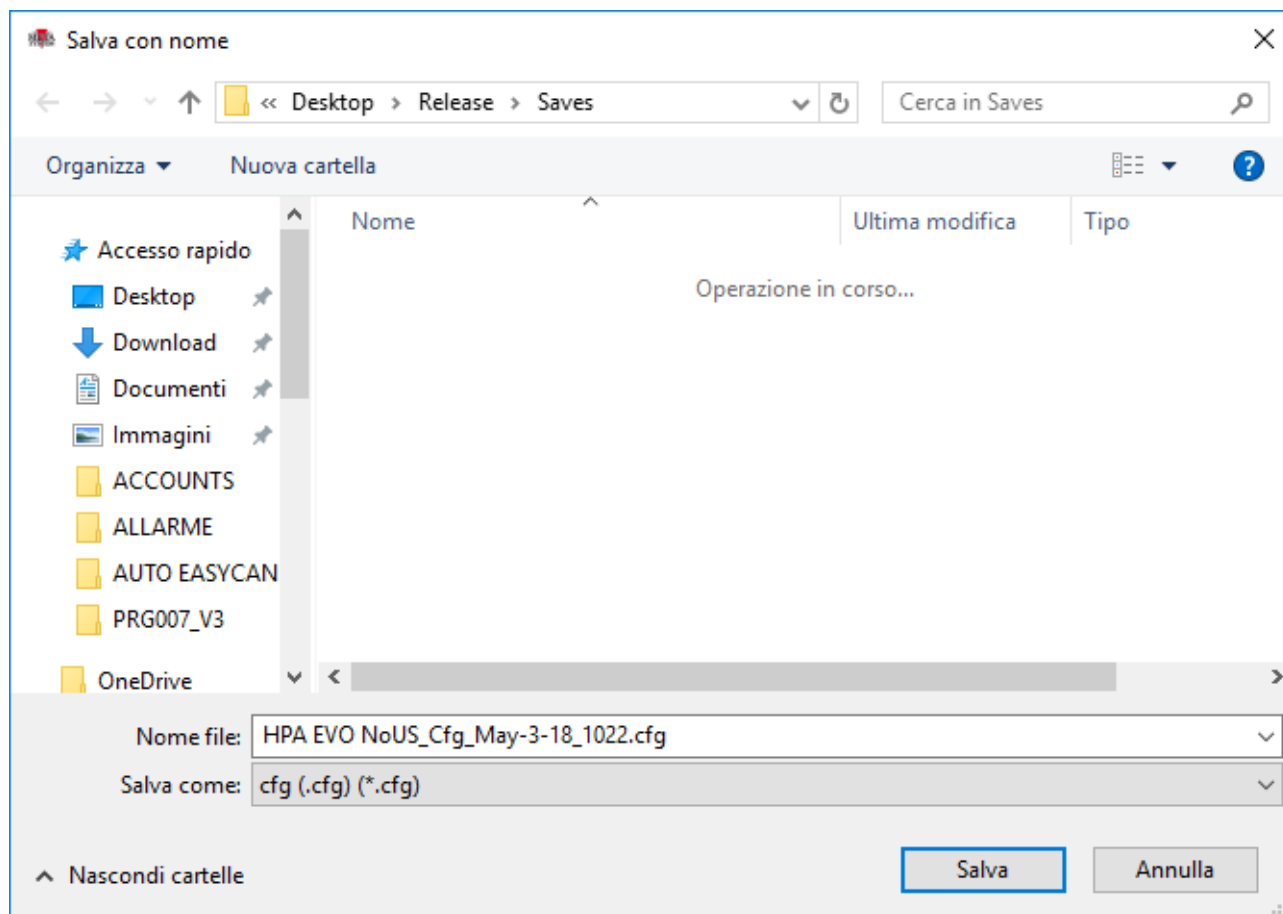 Salva con nome
« Desktop › Release › Saves
Cerca in Saves
Organizza
Nuova cartella
?
Nome
Ultima modifica
Tipo
Accesso rapido
Operazione in corso...
Desktop
Download
Documenti
Immagini
ACCOUNTS
ALLARME
AUTO EASYCAN
PRG007_V3
OneDrive
Nome file: HPA EVO NoUS_Cfg_May-3-18_1022.cfg
Salva come: cfg (.cfg) (*.cfg)
Nascondi cartelle
Salva
Annulla